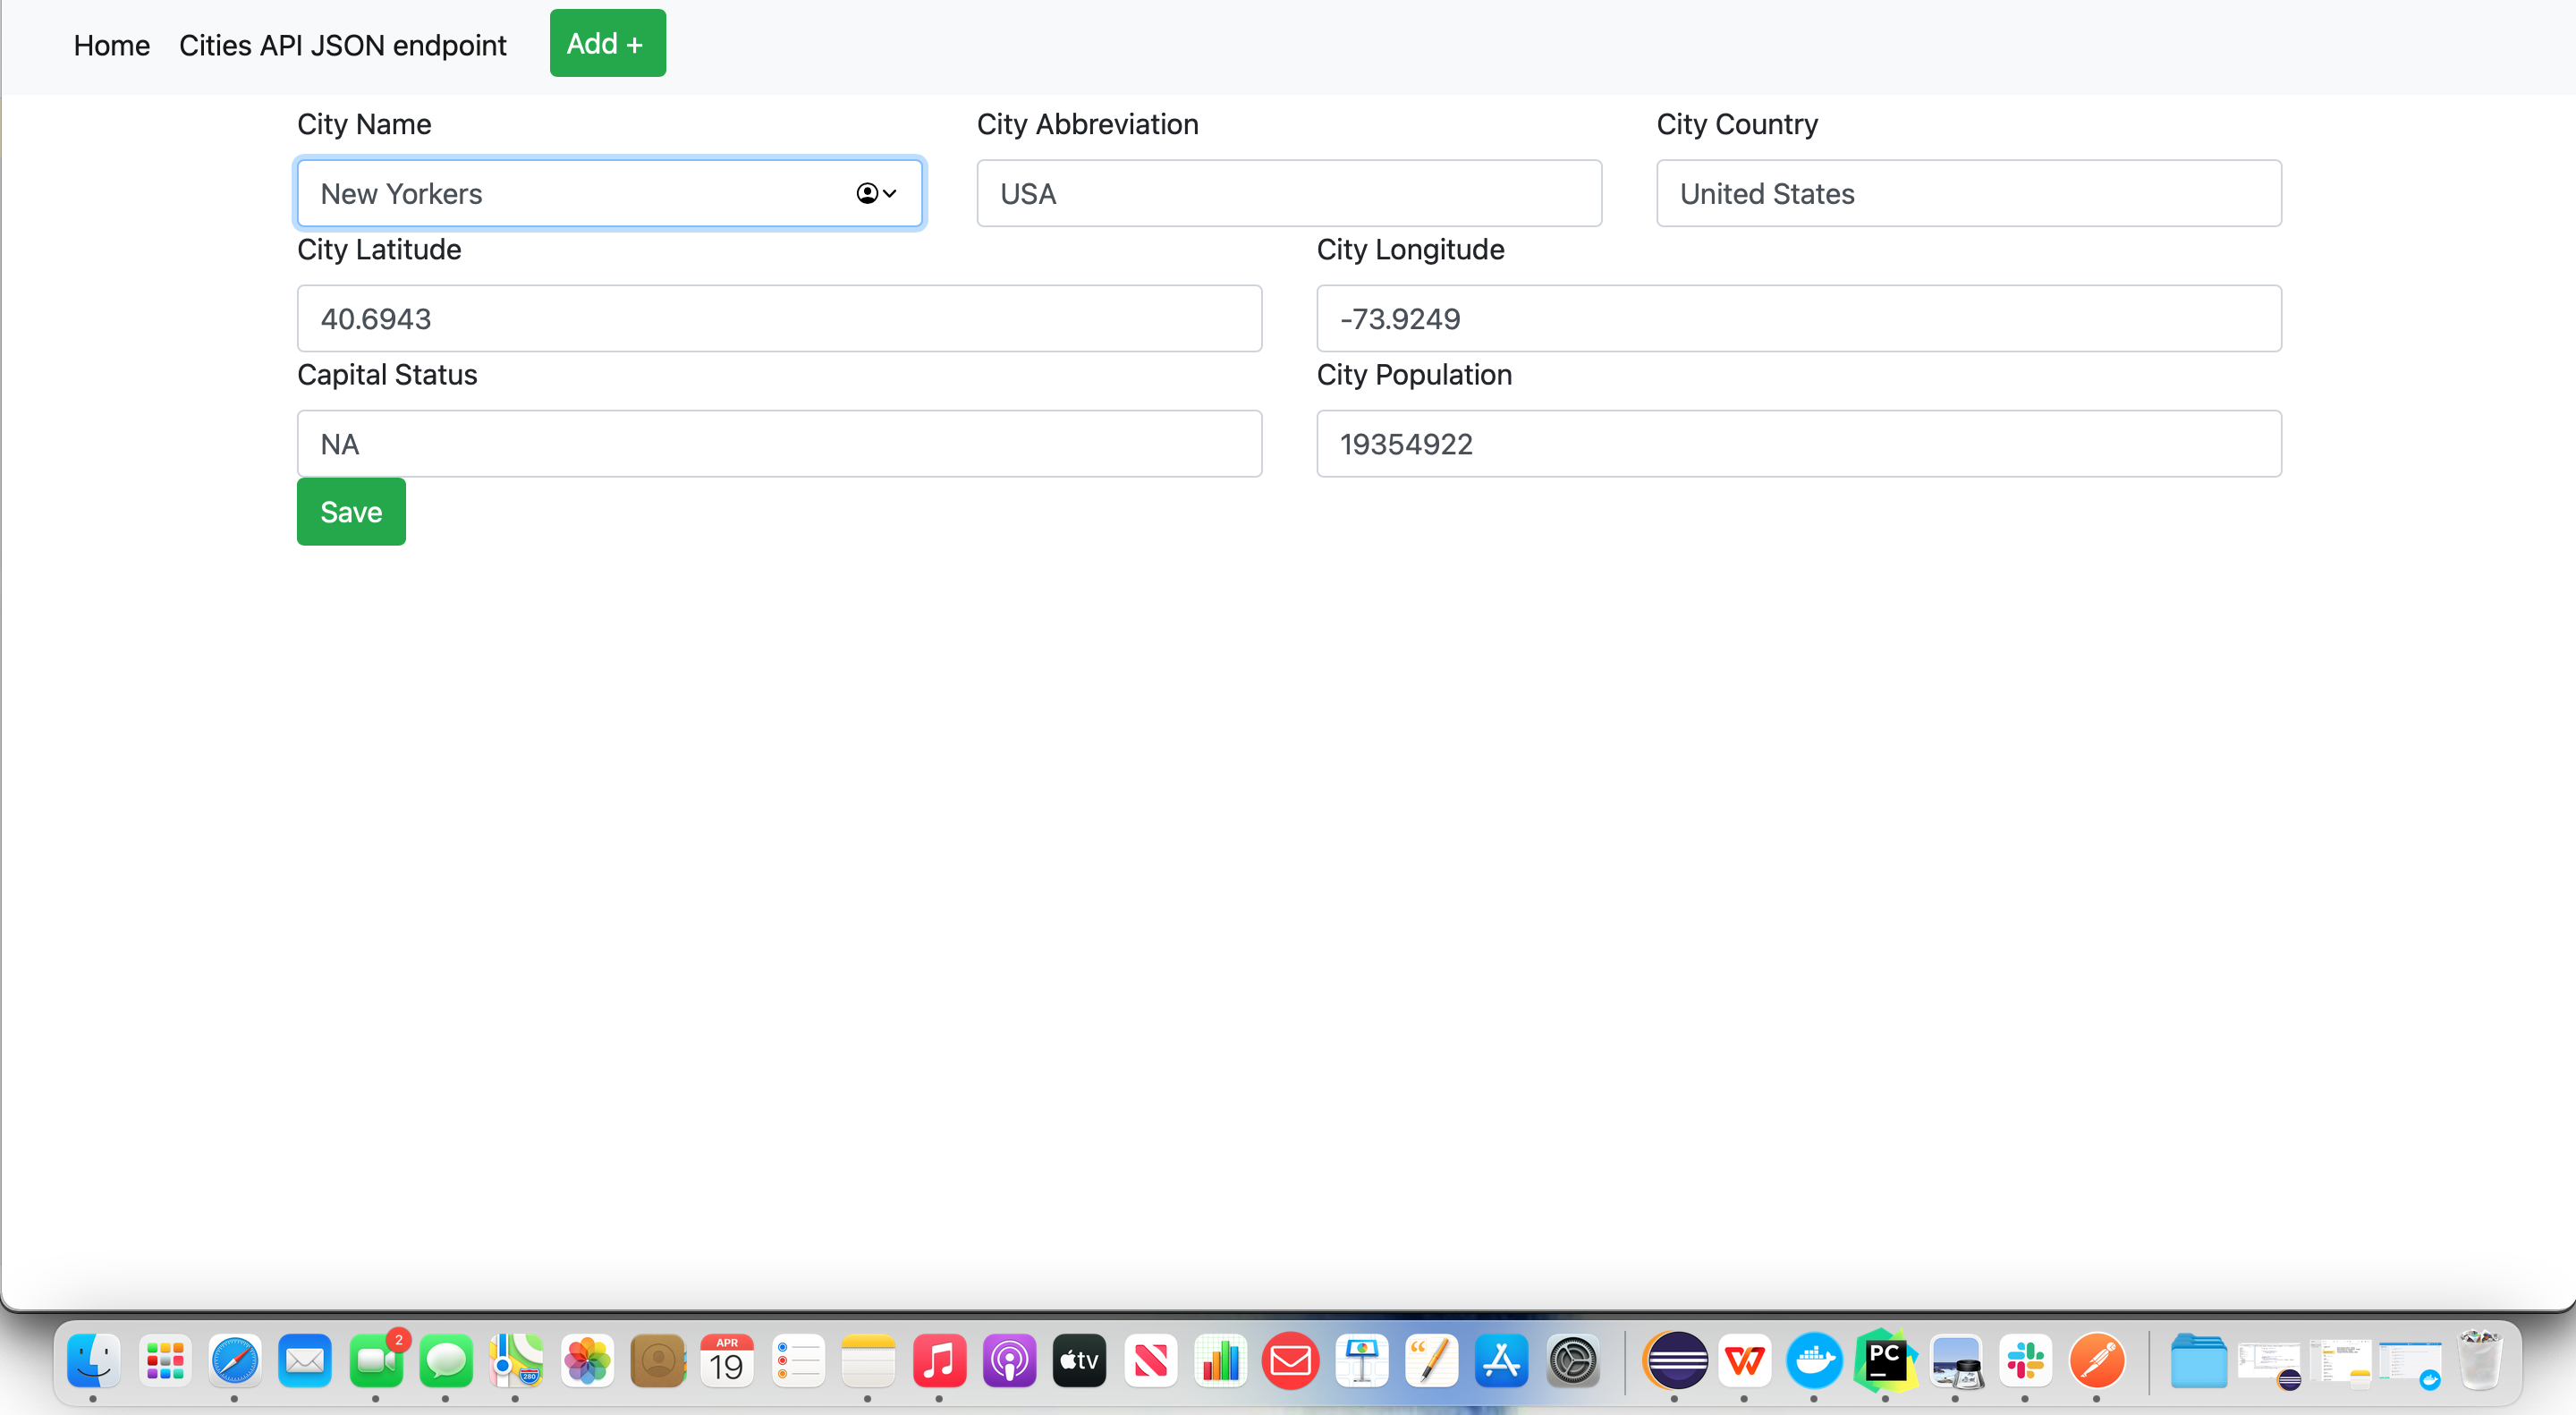 Home Cities API JSON endpoint Add +
City Name City Abbreviation City Country
New Yorkers USA United States
City Latitude City Longitude
40.6943 -73.9249
Capital Status City Population
NA 19354922
Save
2
APR
19
280
tv
PC